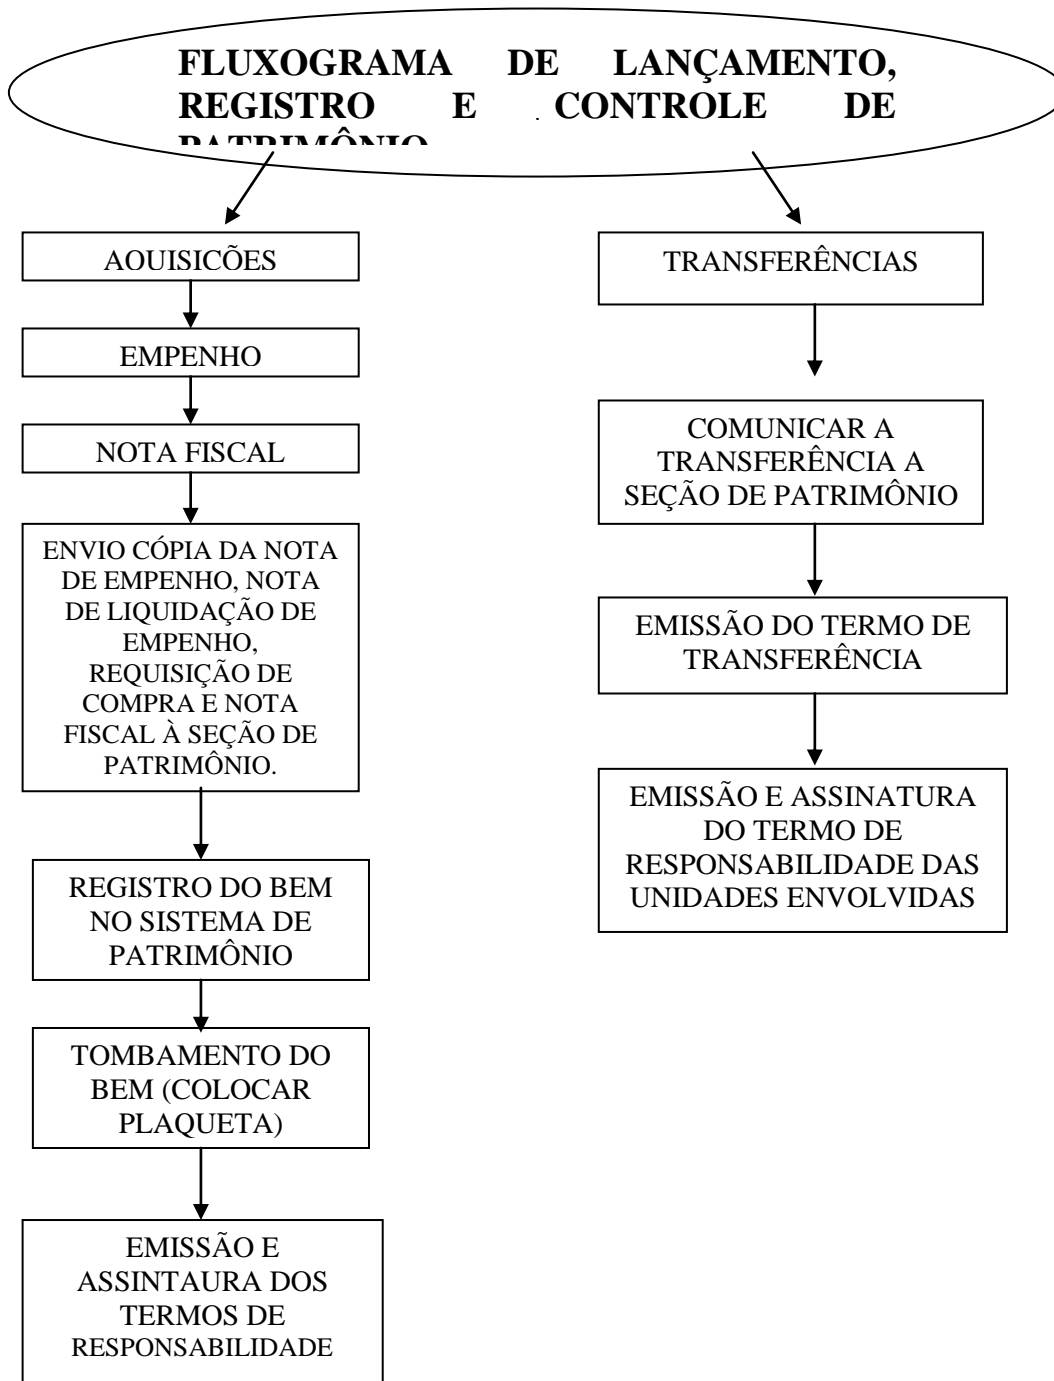 FLUXOGRAMA DE LANÇAMENTO,
REGISTRO E CONTROLE DE
PATRIMÔNIO
AQUISIÇÕES
EMPENHO
NOTA FISCAL
ENVIO CÓPIA DA NOTA
DE EMPENHO, NOTA
DE LIQUIDAÇÃO DE
EMPENHO,
REQUISIÇÃO DE
COMPRA E NOTA
FISCAL À SEÇÃO DE
PATRIMÔNIO.
REGISTRO DO BEM
NO SISTEMA DE
PATRIMÔNIO
TOMBAMENTO DO
BEM (COLOCAR
PLAQUETA)
EMISSÃO E
ASSINTAURA DOS
TERMOS DE
RESPONSABILIDADE
TRANSFERÊNCIAS
COMUNICAR A
TRANSFERÊNCIA A
SEÇÃO DE PATRIMÔNIO
EMISSÃO DO TERMO DE
TRANSFERÊNCIA
EMISSÃO E ASSINATURA
DO TERMO DE
RESPONSABILIDADE DAS
UNIDADES ENVOLVIDAS